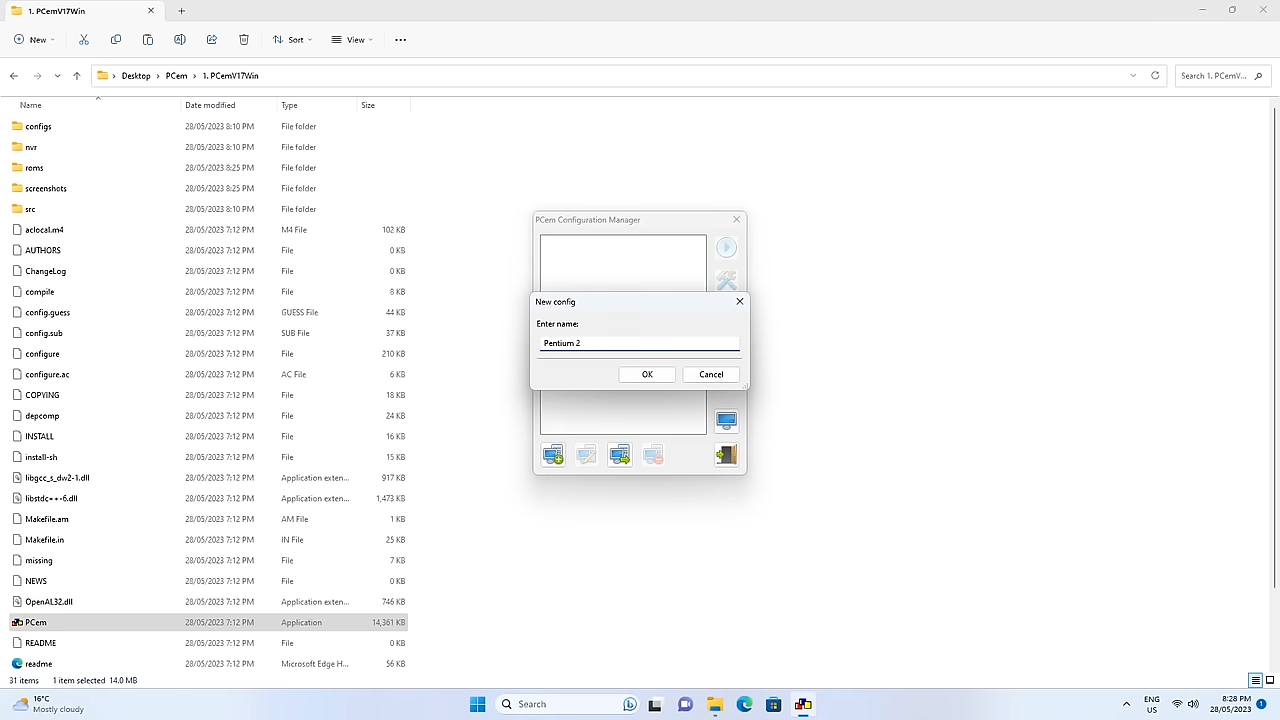 1. PCemV17Win
New
Sort
View
Desktop > PCem > 1. PCemV17Win
Search 1. PCemV...
Name Date modified Type Size
configs 28/05/2023 8:10 PM File folder
nvr 28/05/2023 8:10 PM File folder
roms 28/05/2023 8:25 PM File folder
screenshots 28/05/2023 8:25 PM File folder
src 28/05/2023 8:10 PM File folder
aclocal.m4 28/05/2023 7:12 PM M4 File 102 KB
AUTHORS 28/05/2023 7:12 PM File 0 KB
ChangeLog 28/05/2023 7:12 PM File 0 KB
compile 28/05/2023 7:12 PM File 8 KB
config.guess 28/05/2023 7:12 PM GUESS File 44 KB
config.sub 28/05/2023 7:12 PM SUB File 37 KB
configure 28/05/2023 7:12 PM File 210 KB
configure.ac 28/05/2023 7:12 PM AC File 6 KB
COPYING 28/05/2023 7:12 PM File 18 KB
depcomp 28/05/2023 7:12 PM File 24 KB
INSTALL 28/05/2023 7:12 PM File 16 KB
install-sh 28/05/2023 7:12 PM File 15 KB
libgcc_s_dw2-1.dll 28/05/2023 7:12 PM Application exten... 917 KB
libstdc++-6.dll 28/05/2023 7:12 PM Application exten... 1,473 KB
Makefile.am 28/05/2023 7:12 PM AM File 1 KB
Makefile.in 28/05/2023 7:12 PM IN File 25 KB
missing 28/05/2023 7:12 PM File 7 KB
NEWS 28/05/2023 7:12 PM File 0 KB
OpenAL32.dll 28/05/2023 7:12 PM Application exten... 746 KB
PCem 28/05/2023 7:12 PM Application 14,361 KB
README 28/05/2023 7:12 PM File 0 KB
readme 28/05/2023 7:12 PM Microsoft Edge H... 56 KB
PCem Configuration Manager
New config
Enter name:
Pentium 2
OK Cancel
31 items 1 item selected 14.0 MB
16°C
Mostly cloudy
Search
ENG
US
8:28 PM
28/05/2023
1